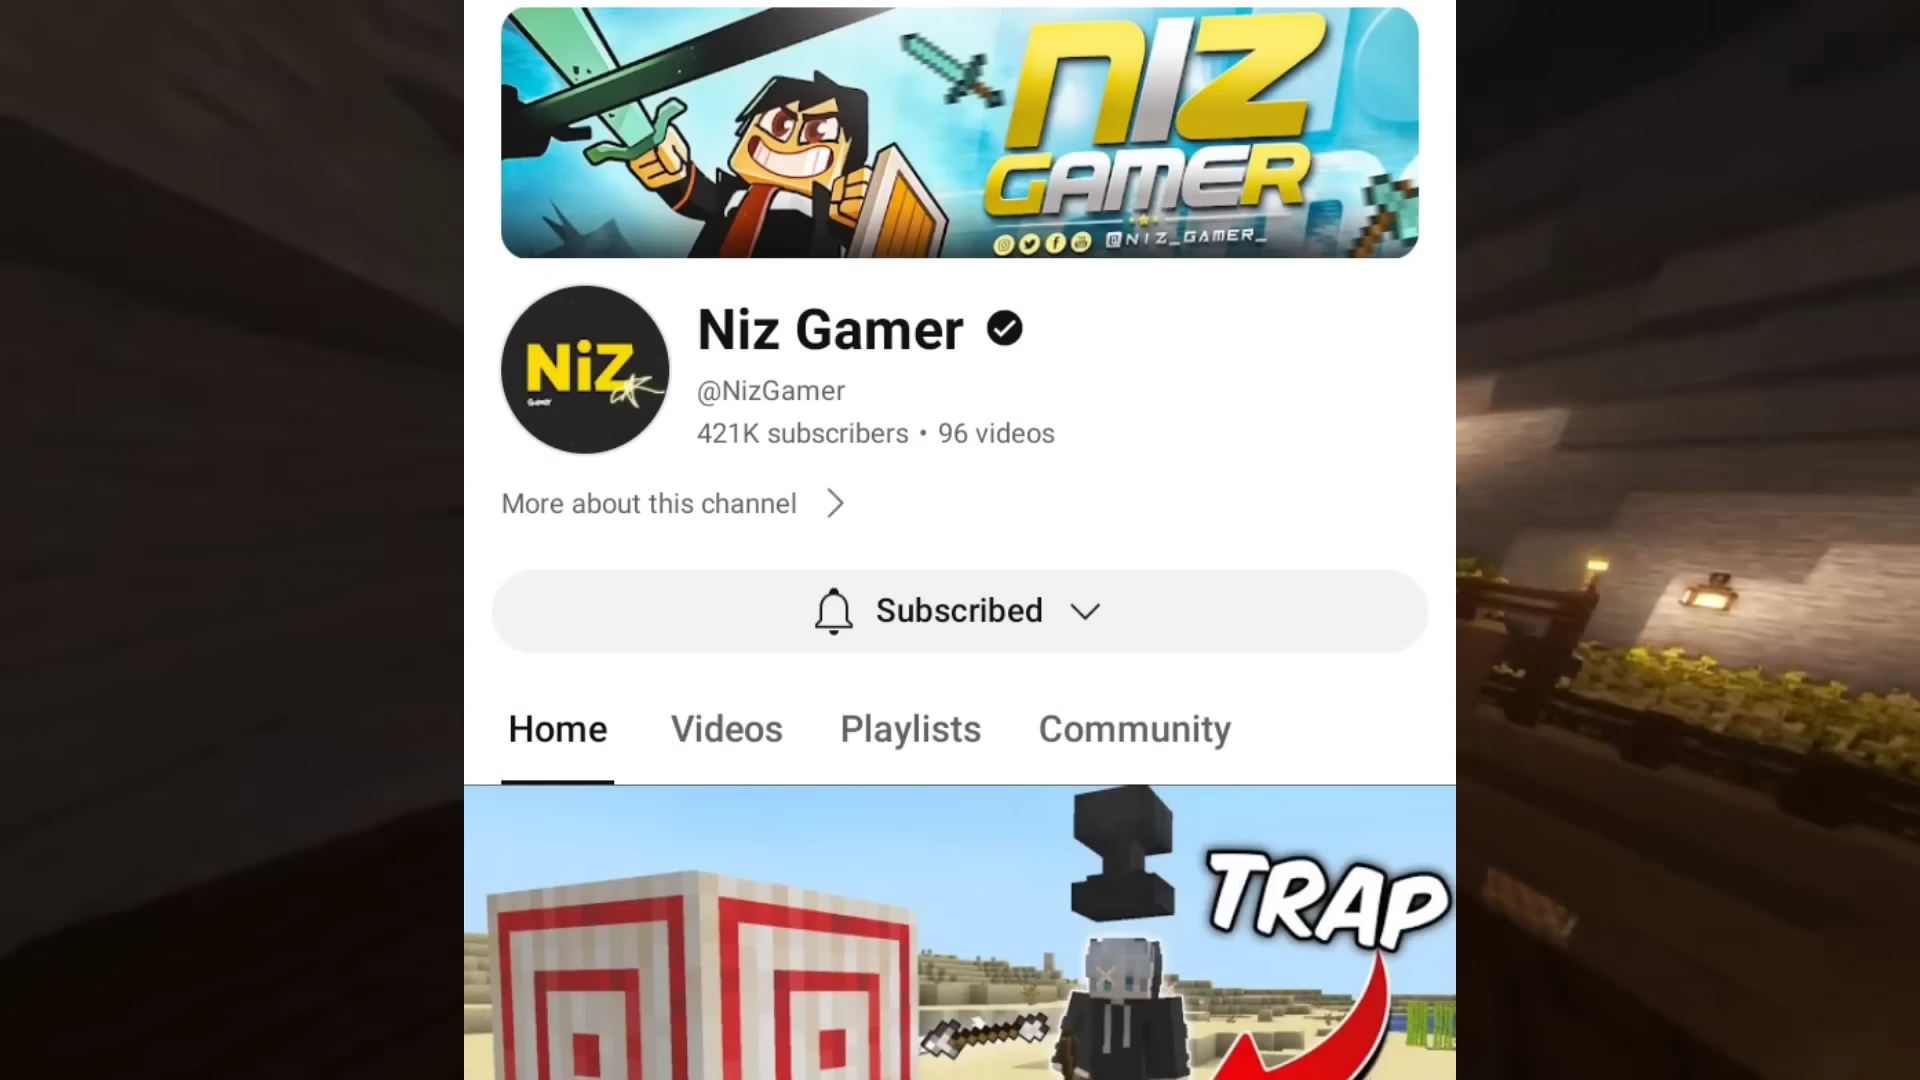 NIZ
GAMER
@NIZ_GAMER_
NiZ
Gamer
Niz Gamer
@NizGamer
421K subscribers • 96 videos
More about this channel
Subscribed
Home Videos Playlists Community
TRAP